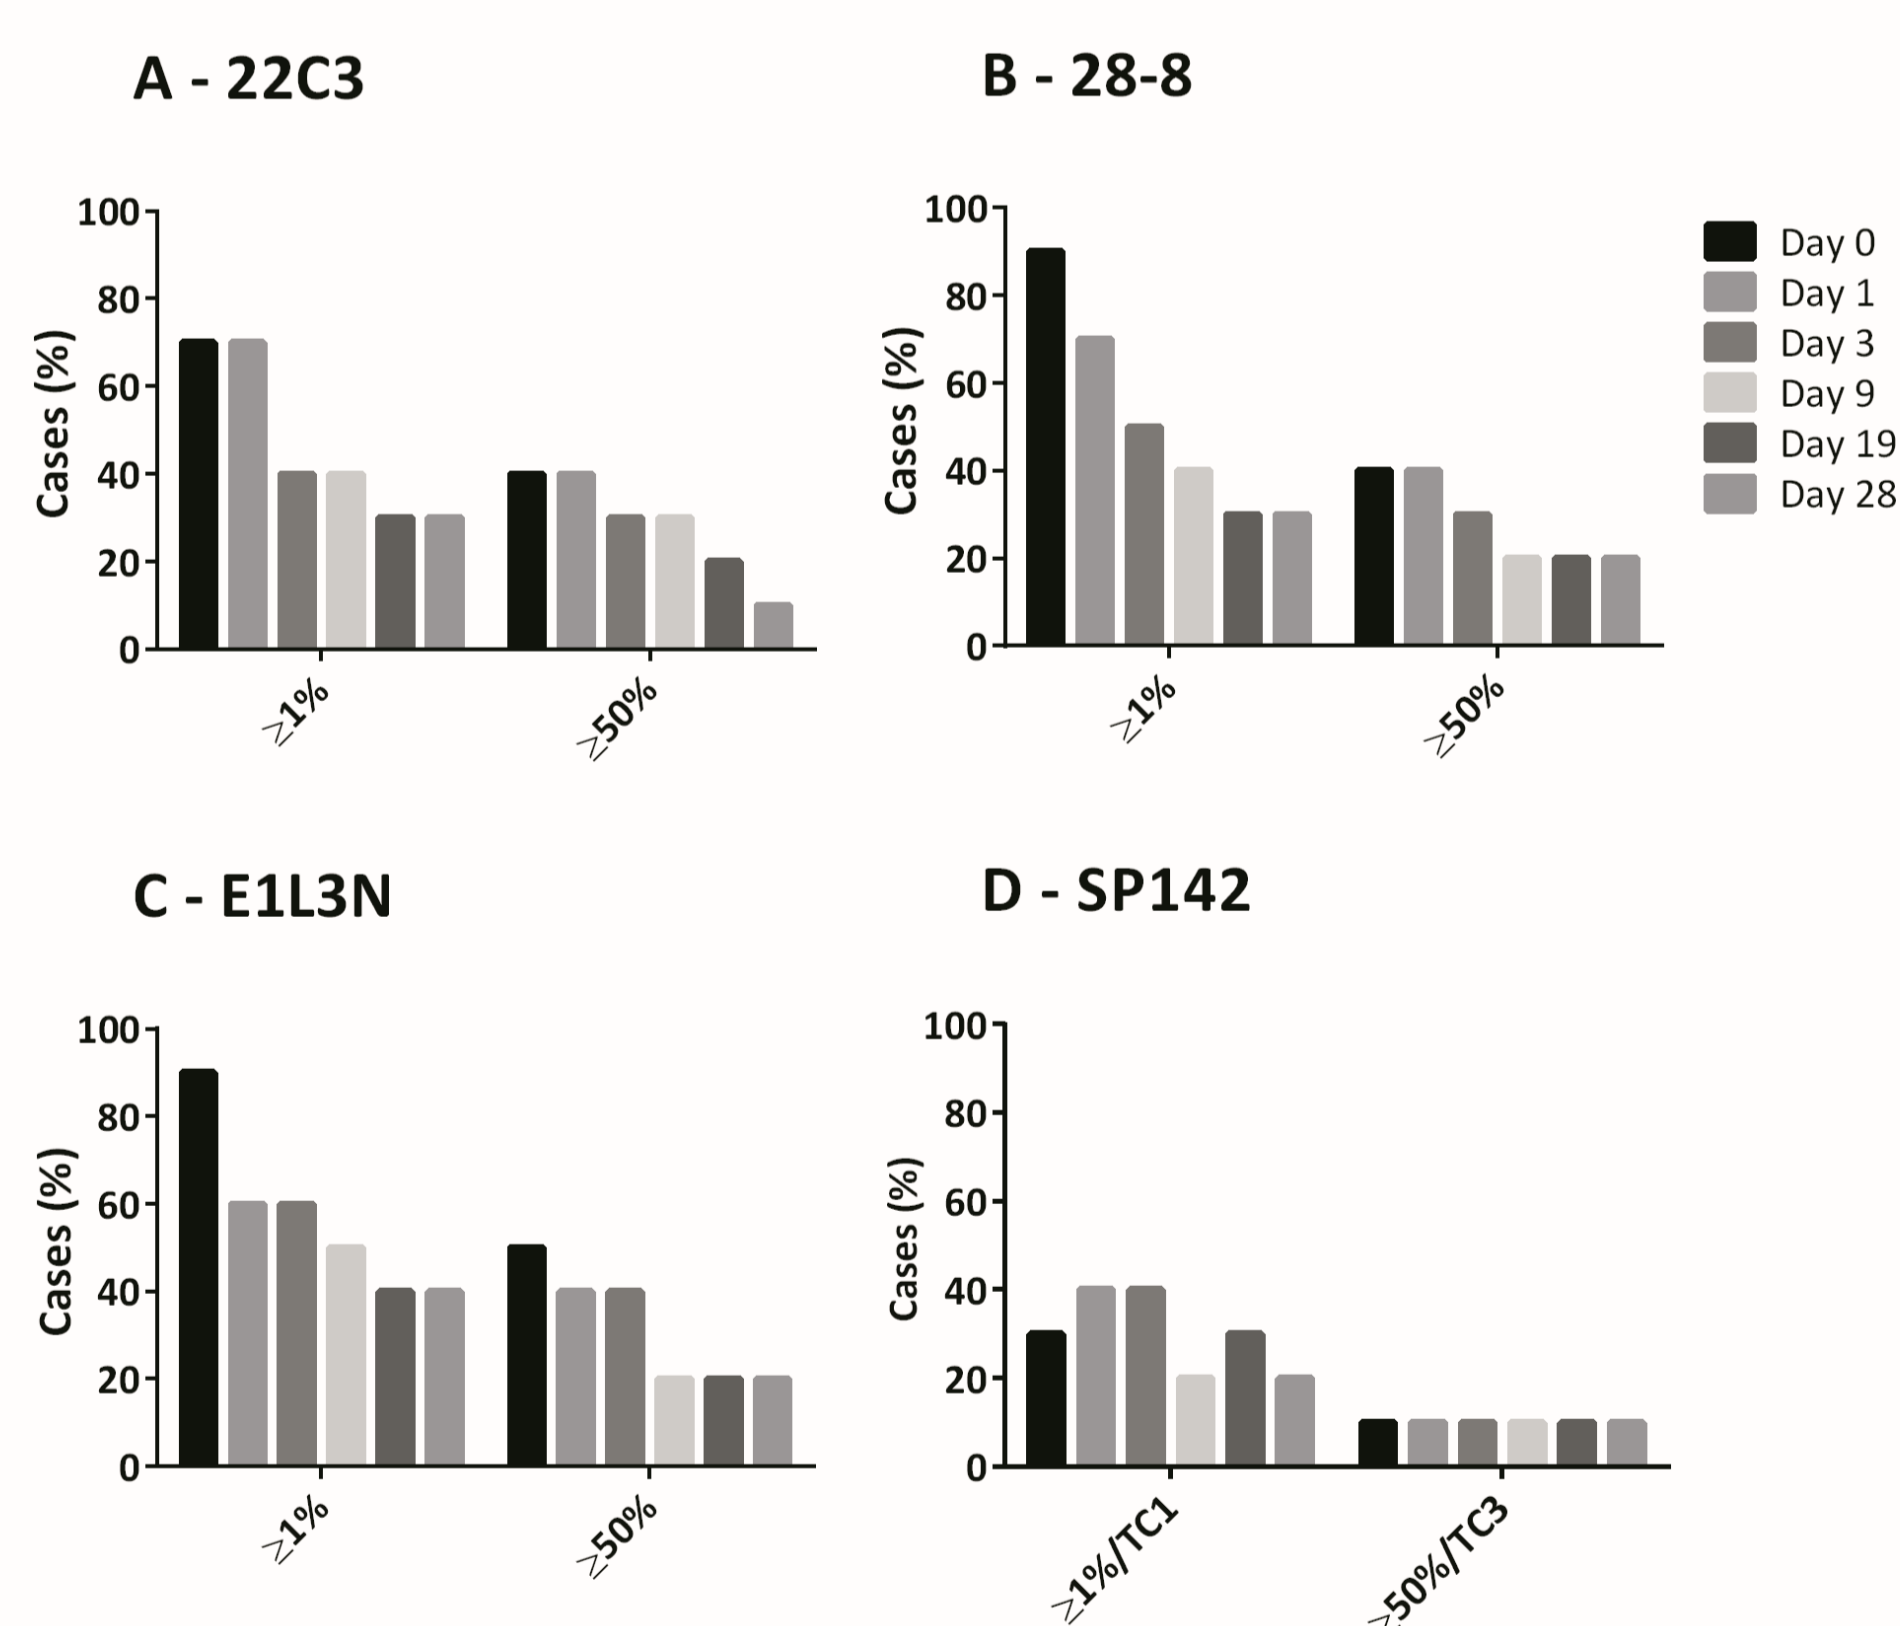 A - 22C3
B - 28-8
100
80
60
40
20
0
Cases (%)
≥1%
≥50%
100
80
60
40
20
0
Cases (%)
≥1%
≥50%
Day 0
Day 1
Day 3
Day 9
Day 19
Day 28
C - E1L3N
D - SP142
100
80
60
40
20
0
Cases (%)
≥1%
≥50%
100
80
60
40
20
0
Cases (%)
≥1%/TC1
≥50%/TC3